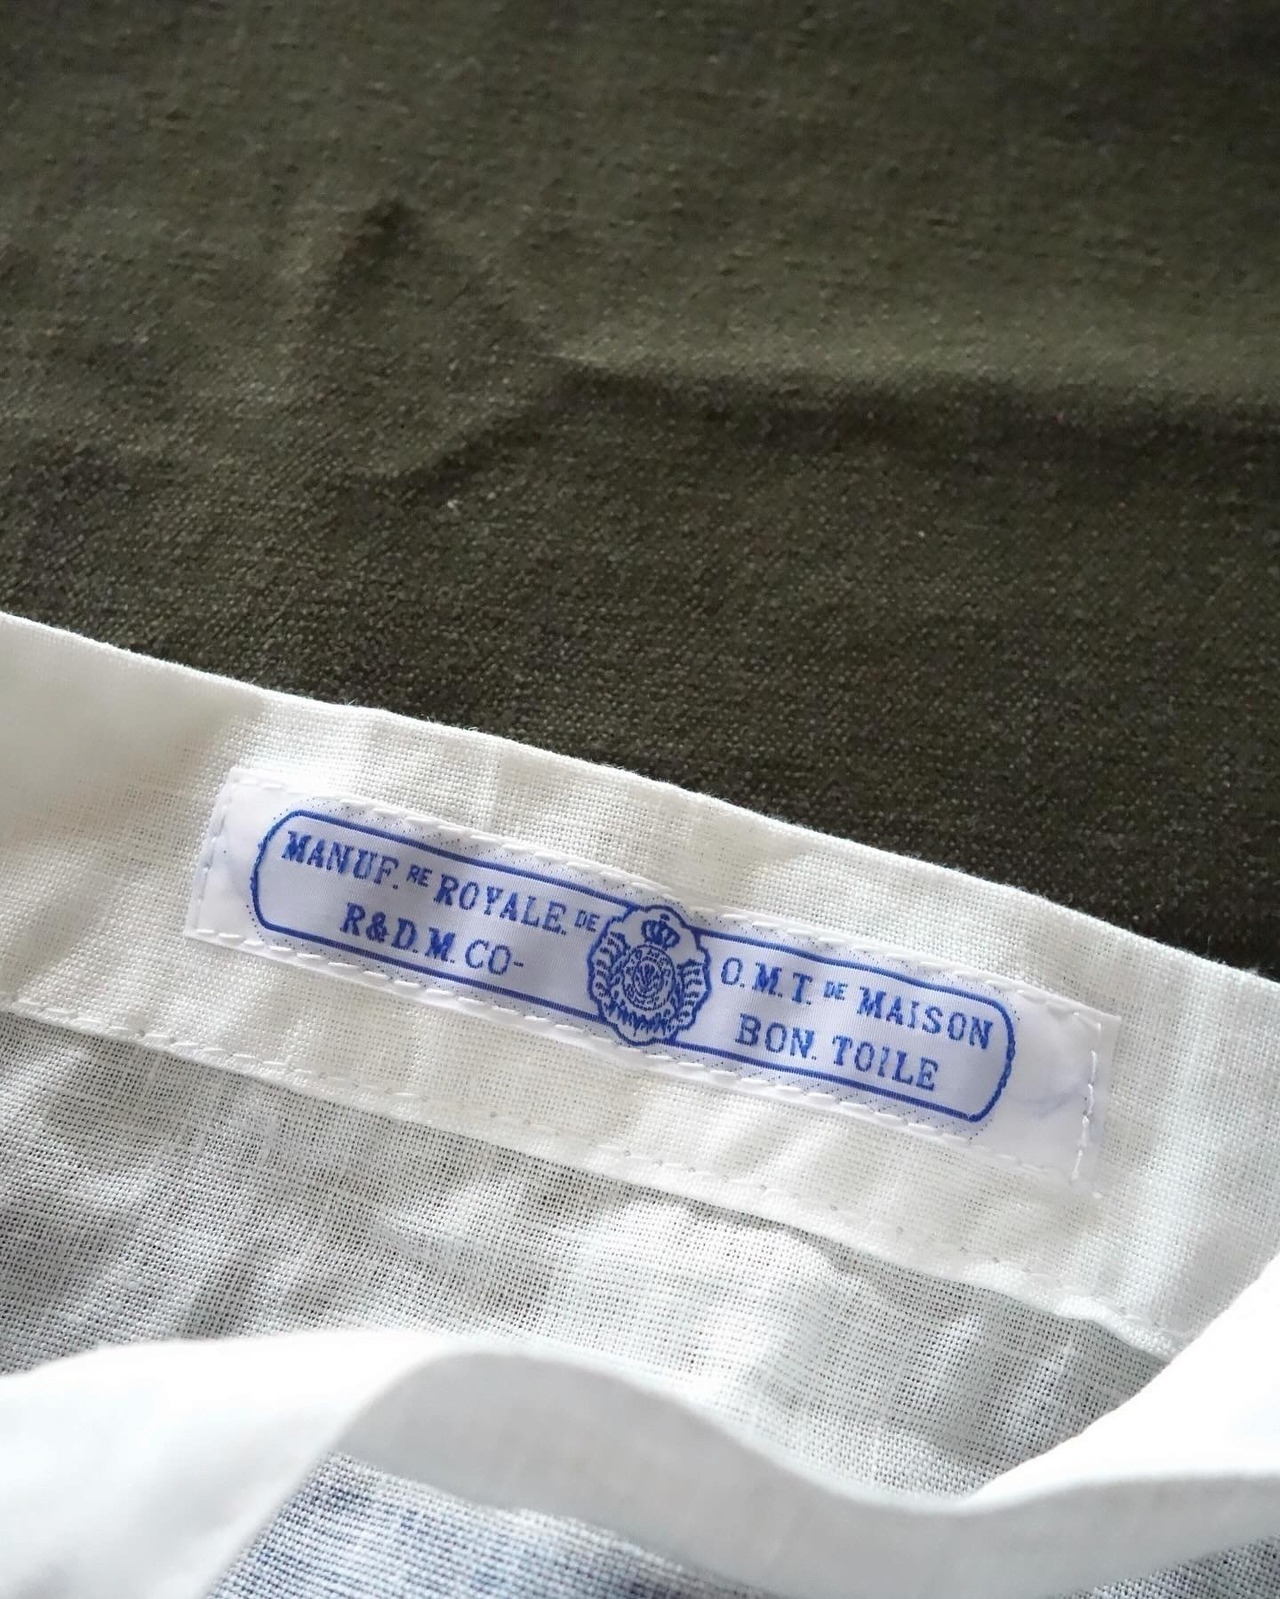 MANUF. RE ROYALE. DE
R&D.M.CO-
O.M.T. DE MAISON
BON. TOILE